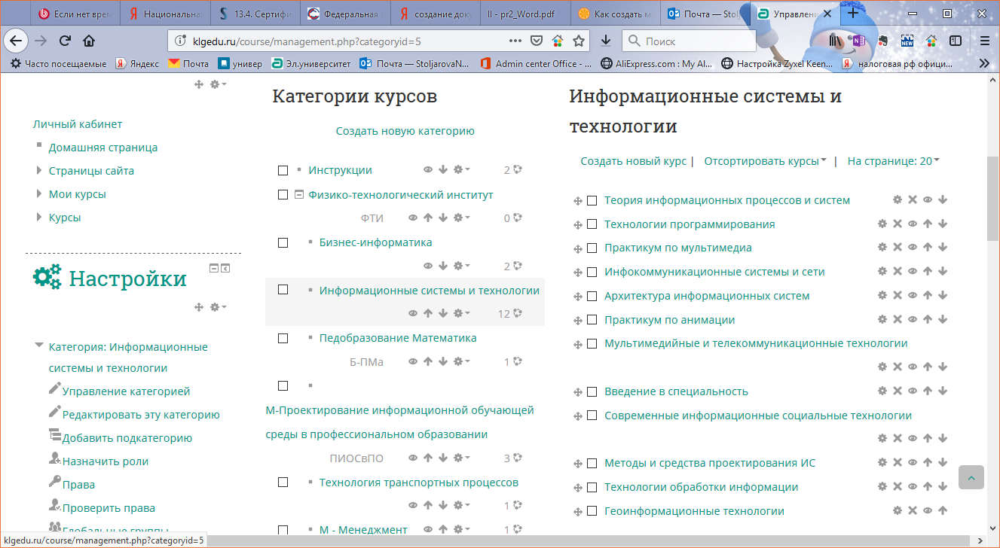 Если нет врем
Национальная
13.4. Сертифи
Федеральная
создание доку
II - pr2_Word.pdf
Как создать м
Почта — Stolj
Управлени
klgedu.ru/course/management.php?categoryid=5
Поиск
Часто посещаемые
Яндекс
Почта
универ
Эл.университет
Почта — StoljarovaN...
Admin center Office - ...
AliExpress.com : My Al...
Настройка Zyxel Keen...
налоговая рф офици...
Личный кабинет
Домашняя страница
Страницы сайта
Мои курсы
Курсы
Настройки
Категория: Информационные
системы и технологии
Управление категорией
Редактировать эту категорию
Добавить подкатегорию
Назначить роли
Права
Проверить права
Глобальные группы
Категории курсов
Создать новую категорию
Инструкции 2
Физико-технологический институт
ФТИ 0
Бизнес-информатика
2
Информационные системы и технологии
12
Педобразование Математика
Б-ПМа 1
М-Проектирование информационной обучающей
среды в профессиональном образовании
ПИОСвПО 3
Технология транспортных процессов
1
М - Менеджмент 1
Информационные системы и
технологии
Создать новый курс | Отсортировать курсы | На странице: 20
Теория информационных процессов и систем
Технологии программирования
Практикум по мультимедиа
Инфокоммуникационные системы и сети
Архитектура информационных систем
Практикум по анимации
Мультимедийные и телекоммуникационные технологии
Введение в специальность
Современные информационные социальные технологии
Методы и средства проектирования ИС
Технологии обработки информации
Геоинформационные технологии
klgedu.ru/course/management.php?categoryid=5